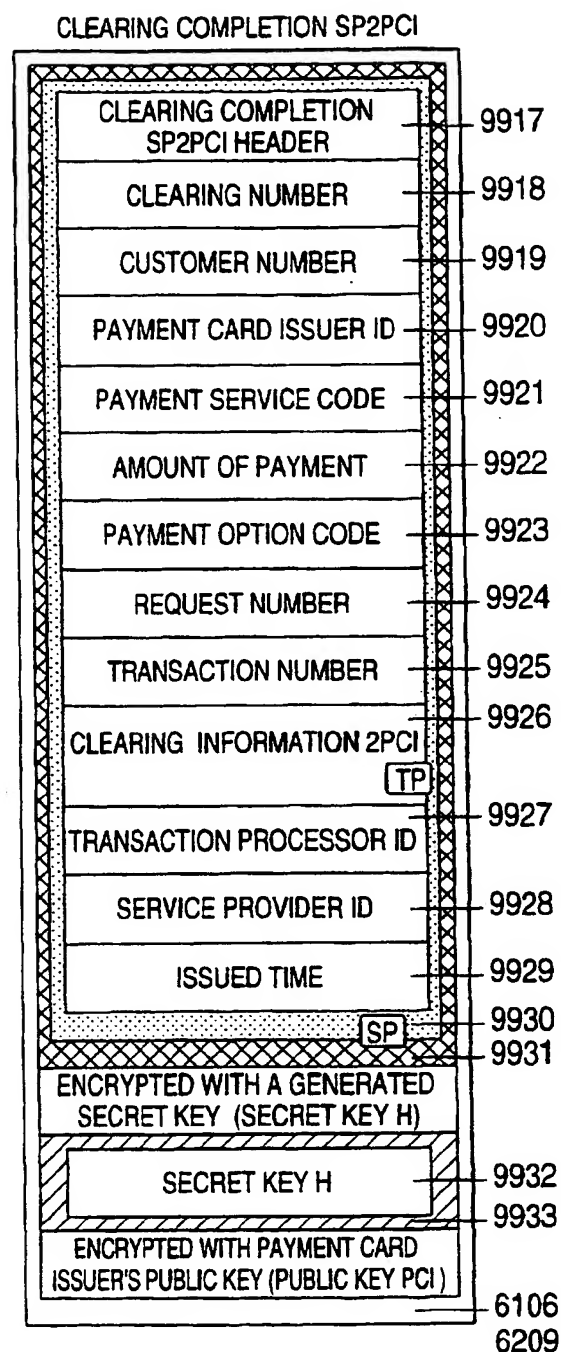 CLEARING COMPLETION SP2PCI
CLEARING COMPLETION
SP2PCI HEADER
9917
CLEARING NUMBER
9918
CUSTOMER NUMBER
9919
PAYMENT CARD ISSUER ID
9920
PAYMENT SERVICE CODE
9921
AMOUNT OF PAYMENT
9922
PAYMENT OPTION CODE
9923
REQUEST NUMBER
9924
TRANSACTION NUMBER
9925
9926
CLEARING INFORMATION 2PCI
TP
9927
TRANSACTION PROCESSOR ID
SERVICE PROVIDER ID
9928
ISSUED TIME
9929
SP
9930
9931
ENCRYPTED WITH A GENERATED
SECRET KEY (SECRET KEY H)
SECRET KEY H
9932
9933
ENCRYPTED WITH PAYMENT CARD
ISSUER'S PUBLIC KEY (PUBLIC KEY PCI)
6106
6209